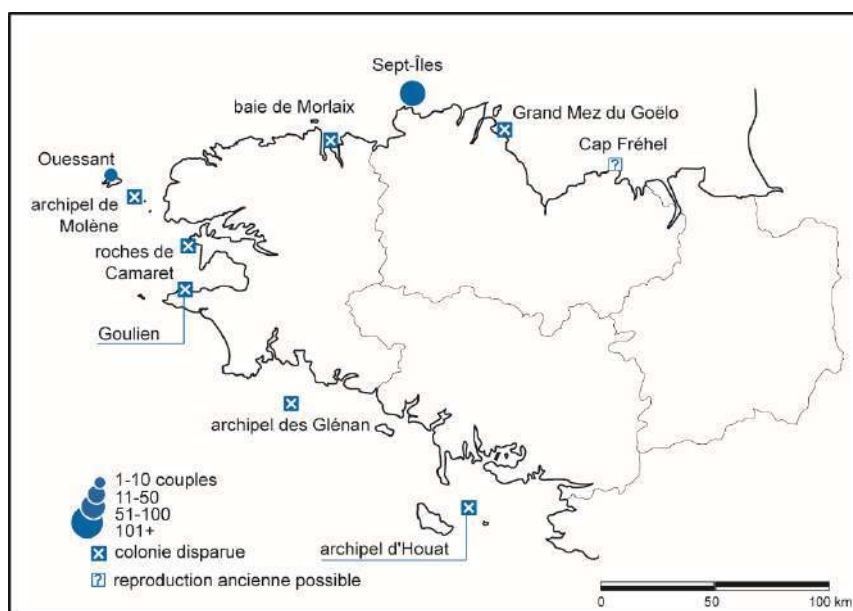 Sept-Îles
baie de Morlaix
Grand Mez du Goëlo
Cap Fréhel
?
Ouessant
archipel de
Molène
roches de
Camaret
Goulien
archipel des Glénan
1-10 couples
11-50
51-100
101+
colonie disparue
archipel d'Houat
? reproduction ancienne possible
0 50 100 km